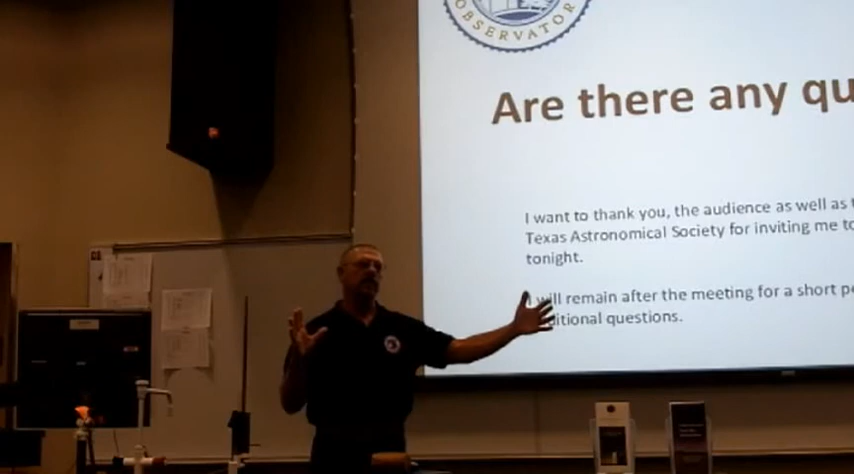 OBSERVATOR
Are there any qu
I want to thank you, the audience as well as t
Texas Astronomical Society for inviting me to
tonight.
I will remain after the meeting for a short pe
ditional questions.